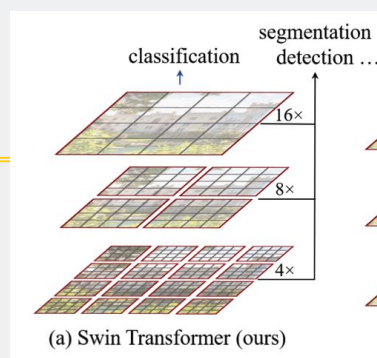 segmentation
classification
detection ...
16×
8×
4×
(a) Swin Transformer (ours)